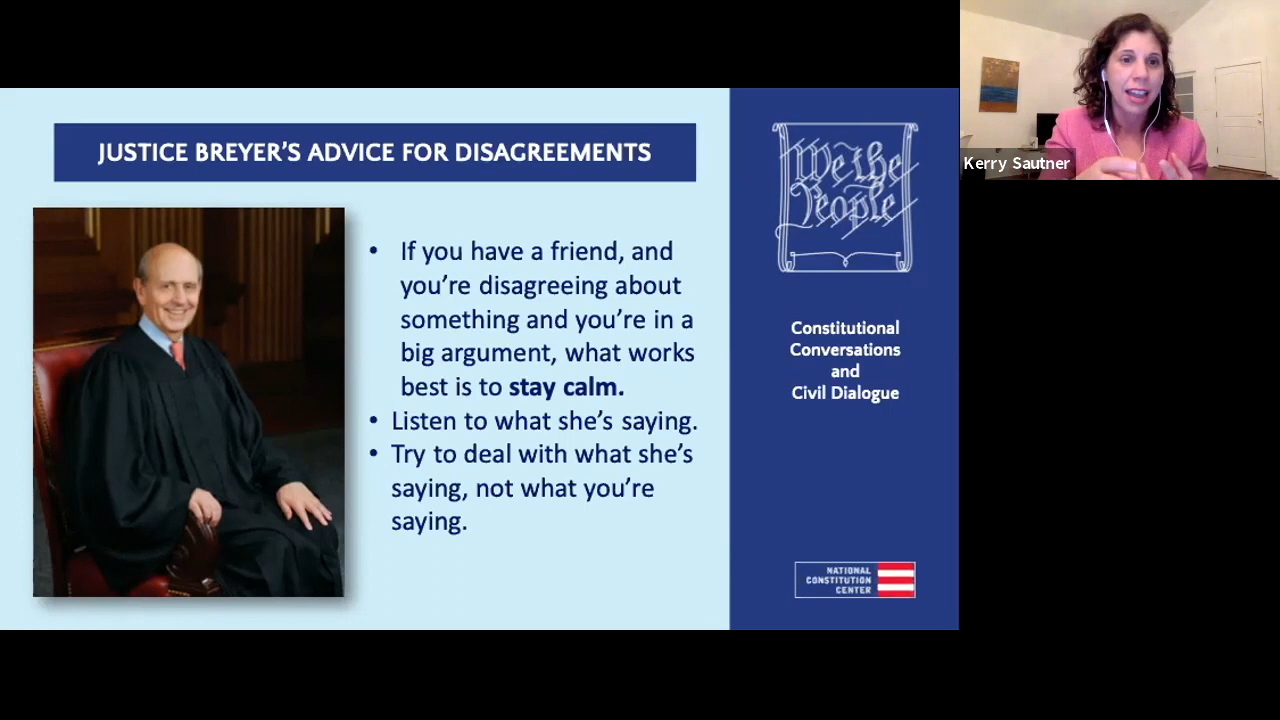 JUSTICE BREYER'S ADVICE FOR DISAGREEMENTS
• If you have a friend, and
you're disagreeing about
something and you're in a
big argument, what works
best is to stay calm.
• Listen to what she's saying.
• Try to deal with what she's
saying, not what you're
saying.
We the
People
Constitutional
Conversations
and
Civil Dialogue
NATIONAL
CONSTITUTION
CENTER
Kerry Sautner